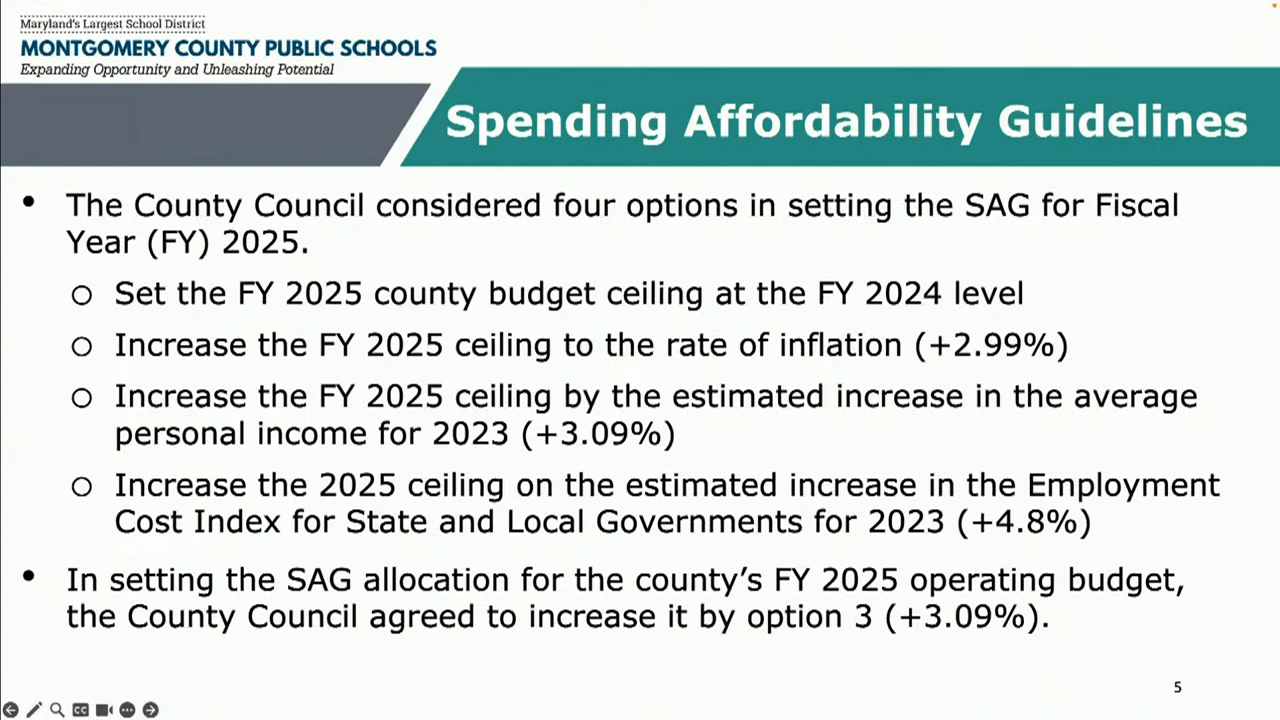 Maryland's Largest School District
MONTGOMERY COUNTY PUBLIC SCHOOLS
Expanding Opportunity and Unleashing Potential
Spending Affordability Guidelines
• The County Council considered four options in setting the SAG for Fiscal
Year (FY) 2025.
o Set the FY 2025 county budget ceiling at the FY 2024 level
o Increase the FY 2025 ceiling to the rate of inflation (+2.99%)
o Increase the FY 2025 ceiling by the estimated increase in the average
personal income for 2023 (+3.09%)
o Increase the 2025 ceiling on the estimated increase in the Employment
Cost Index for State and Local Governments for 2023 (+4.8%)
• In setting the SAG allocation for the county’s FY 2025 operating budget,
the County Council agreed to increase it by option 3 (+3.09%).
5
CC